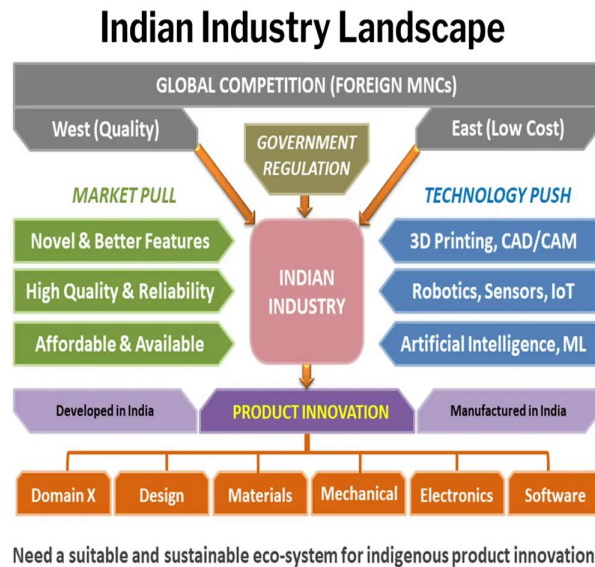 Indian Industry Landscape
GLOBAL COMPETITION (FOREIGN MNCs)
West (Quality)
GOVERNMENT
REGULATION
East (Low Cost)
MARKET PULL
TECHNOLOGY PUSH
Novel & Better Features
High Quality & Reliability
Affordable & Available
INDIAN
INDUSTRY
3D Printing, CAD/CAM
Robotics, Sensors, IoT
Artificial Intelligence, ML
Developed in India
PRODUCT INNOVATION
Manufactured in India
Domain X
Design
Materials
Mechanical
Electronics
Software
Need a suitable and sustainable eco-system for indigenous product innovation